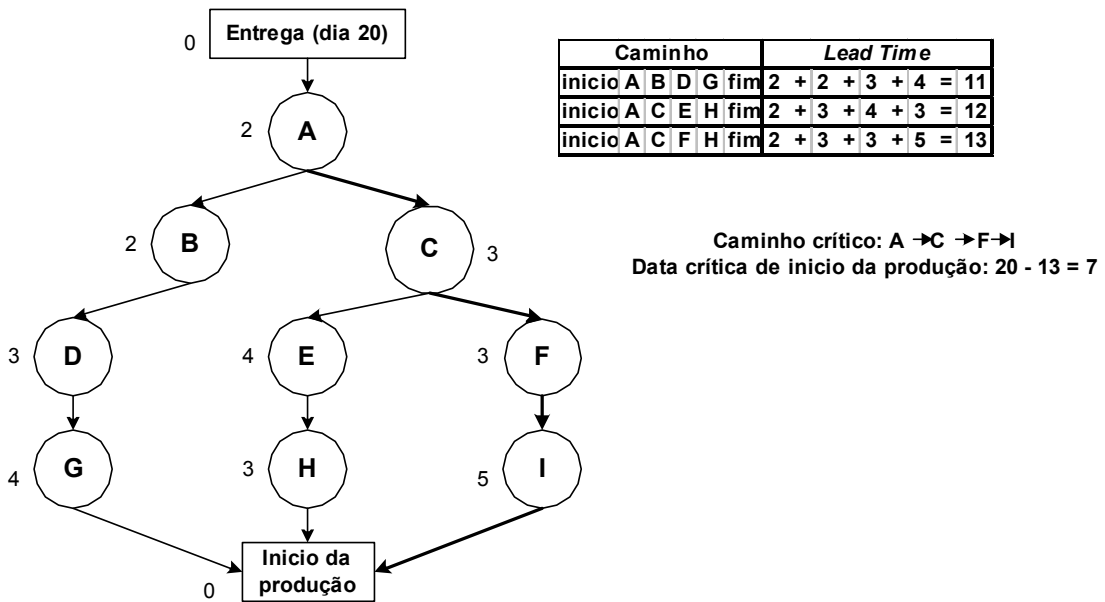 0
Entrega (dia 20)
Caminho Lead Time
inicio A B D G fim 2 + 2 + 3 + 4 = 11
inicio A C E H fim 2 + 3 + 4 + 3 = 12
inicio A C F H fim 2 + 3 + 3 + 5 = 13
2 A
2 B
C 3
Caminho crítico: A → C → F → I
Data crítica de inicio da produção: 20 - 13 = 7
3 D
4 E
3 F
4 G
3 H
5 I
0
Inicio da
produção